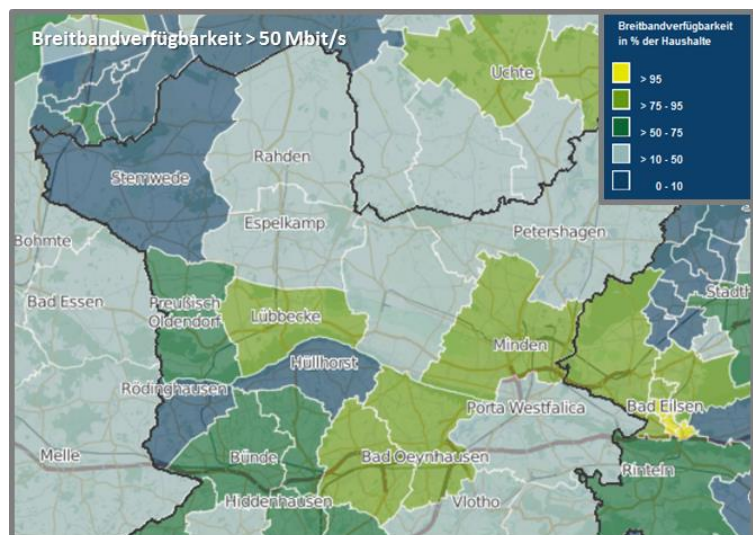 Breitbandverfügbarkeit > 50 Mbit/s
Breitbandverfügbarkeit
in % der Haushalte
> 95
> 75 - 95
> 50 - 75
> 10 - 50
0 - 10
Uchte
Rahden
Stemwede
Espelkamp
Petershagen
Bohmte
Bad Essen
Preußisch
Oldendorf
Lübbecke
Stadth
Minden
Hüllhorst
Rödinghausen
Porta Westfalica
Bad Eilsen
Melle
Bünde
Bad Oeynhausen
Rinteln
Hiddenhausen
Vlotho